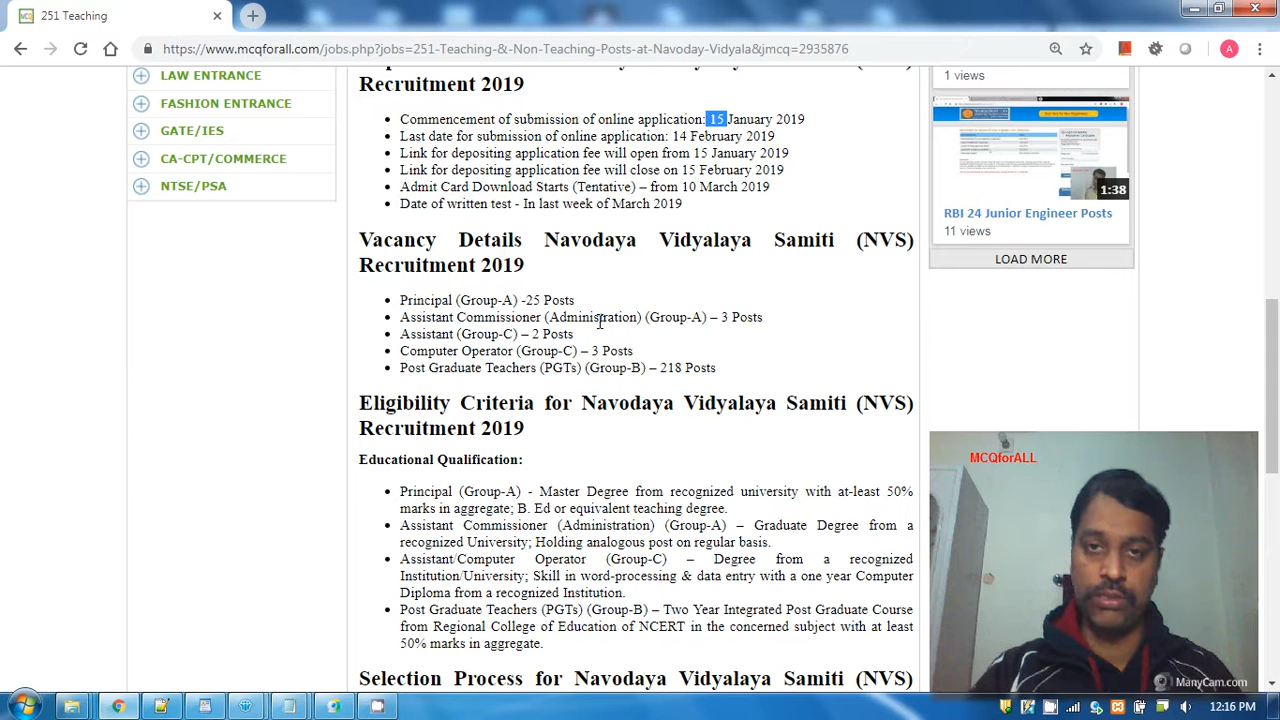 251 Teaching
https://www.mcqforall.com/jobs.php?jobs=251-Teaching-&-Non-Teaching-Posts-at-Navoday-Vidyala&jmcq=2935876
A
LAW ENTRANCE
FASHION ENTRANCE
GATE/IES
CA-CPT/COMMERCE
NTSE/PSA
Recruitment 2019
Commencement of submission of online application: 15 January 2019
Lastdate for submission of online application: 14 February 2019
Link for depositing application fee will open from 15 January 2019
Link for depositing application fee will close on 15 February 2019
Admit Card Download Starts (Tentative) – from 10 March 2019
Date of written test - In last week of March 2019
Vacancy Details Navodaya Vidyalaya Samiti (NVS)
Recruitment 2019
Principal (Group-A) -25 Posts
Assistant Commissioner (Administration) (Group-A) – 3 Posts
Assistant (Group-C) – 2 Posts
Computer Operator (Group-C) – 3 Posts
Post Graduate Teachers (PGTs) (Group-B) – 218 Posts
Eligibility Criteria for Navodaya Vidyalaya Samiti (NVS)
Recruitment 2019
Educational Qualification:
Principal (Group-A) - Master Degree from recognized university with at-least 50%
marks in aggregate; B. Ed or equivalent teaching degree.
Assistant Commissioner (Administration) (Group-A) – Graduate Degree from a
recognized University; Holding analogous post on regular basis.
Assistant/Computer Operator (Group-C) – Degree from a recognized
Institution/University; Skill in word-processing & data entry with a one year Computer
Diploma from a recognized Institution.
Post Graduate Teachers (PGTs) (Group-B) – Two Year Integrated Post Graduate Course
from Regional College of Education of NCERT in the concerned subject with at least
50% marks in aggregate.
Selection Process for Navodaya Vidyalaya Samiti (NVS)
1 views
1:38
RBI 24 Junior Engineer Posts
11 views
LOAD MORE
MCQforALL
ManyCam.com
12:16 PM